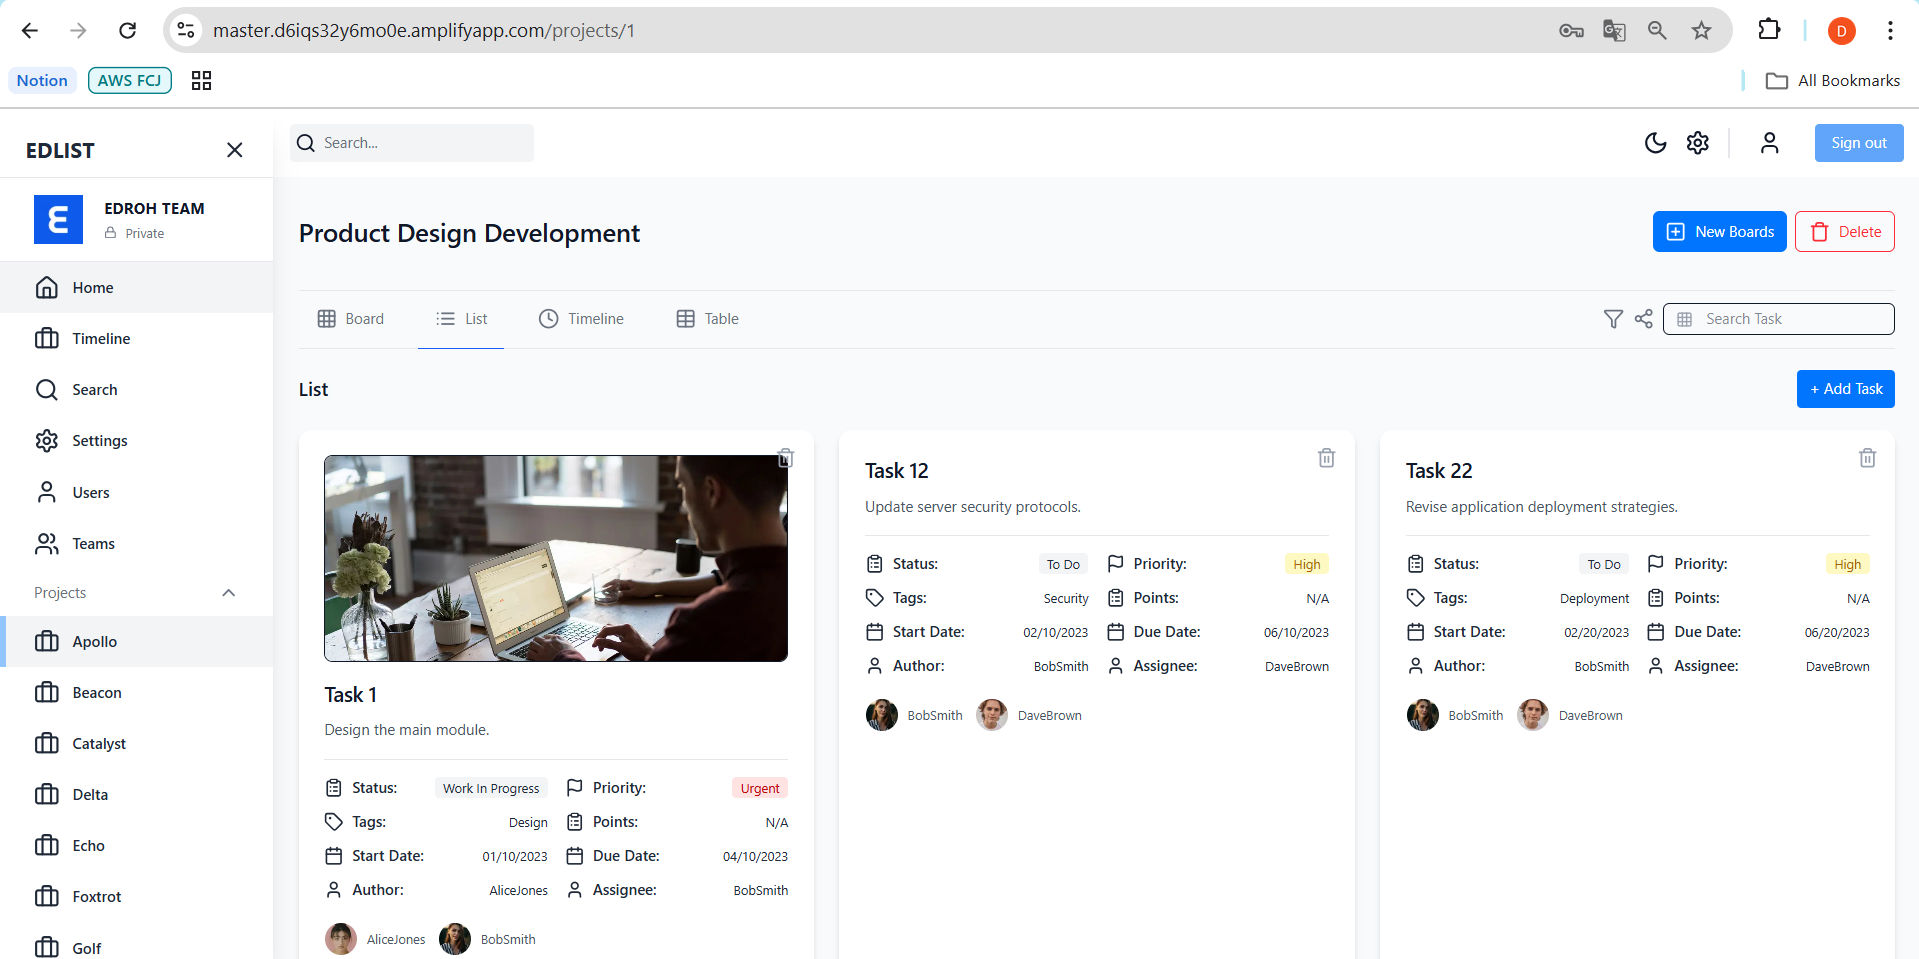 master.d6iqs32y6mo0e.amplifyapp.com/projects/1
D
Notion
AWS FCJ
All Bookmarks
EDLIST
Search...
Sign out
EDROH TEAM
Private
Home
Timeline
Search
Settings
Users
Teams
Projects
Apollo
Beacon
Catalyst
Delta
Echo
Foxtrot
Golf
Product Design Development
New Boards
Delete
Board
List
Timeline
Table
Search Task
List
+ Add Task
Task 1
Design the main module.
Status: Work In Progress Priority: Urgent
Tags: Design Points: N/A
Start Date: 01/10/2023 Due Date: 04/10/2023
Author: AliceJones Assignee: BobSmith
AliceJones BobSmith
Task 12
Update server security protocols.
Status: To Do Priority: High
Tags: Security Points: N/A
Start Date: 02/10/2023 Due Date: 06/10/2023
Author: BobSmith Assignee: DaveBrown
BobSmith DaveBrown
Task 22
Revise application deployment strategies.
Status: To Do Priority: High
Tags: Deployment Points: N/A
Start Date: 02/20/2023 Due Date: 06/20/2023
Author: BobSmith Assignee: DaveBrown
BobSmith DaveBrown